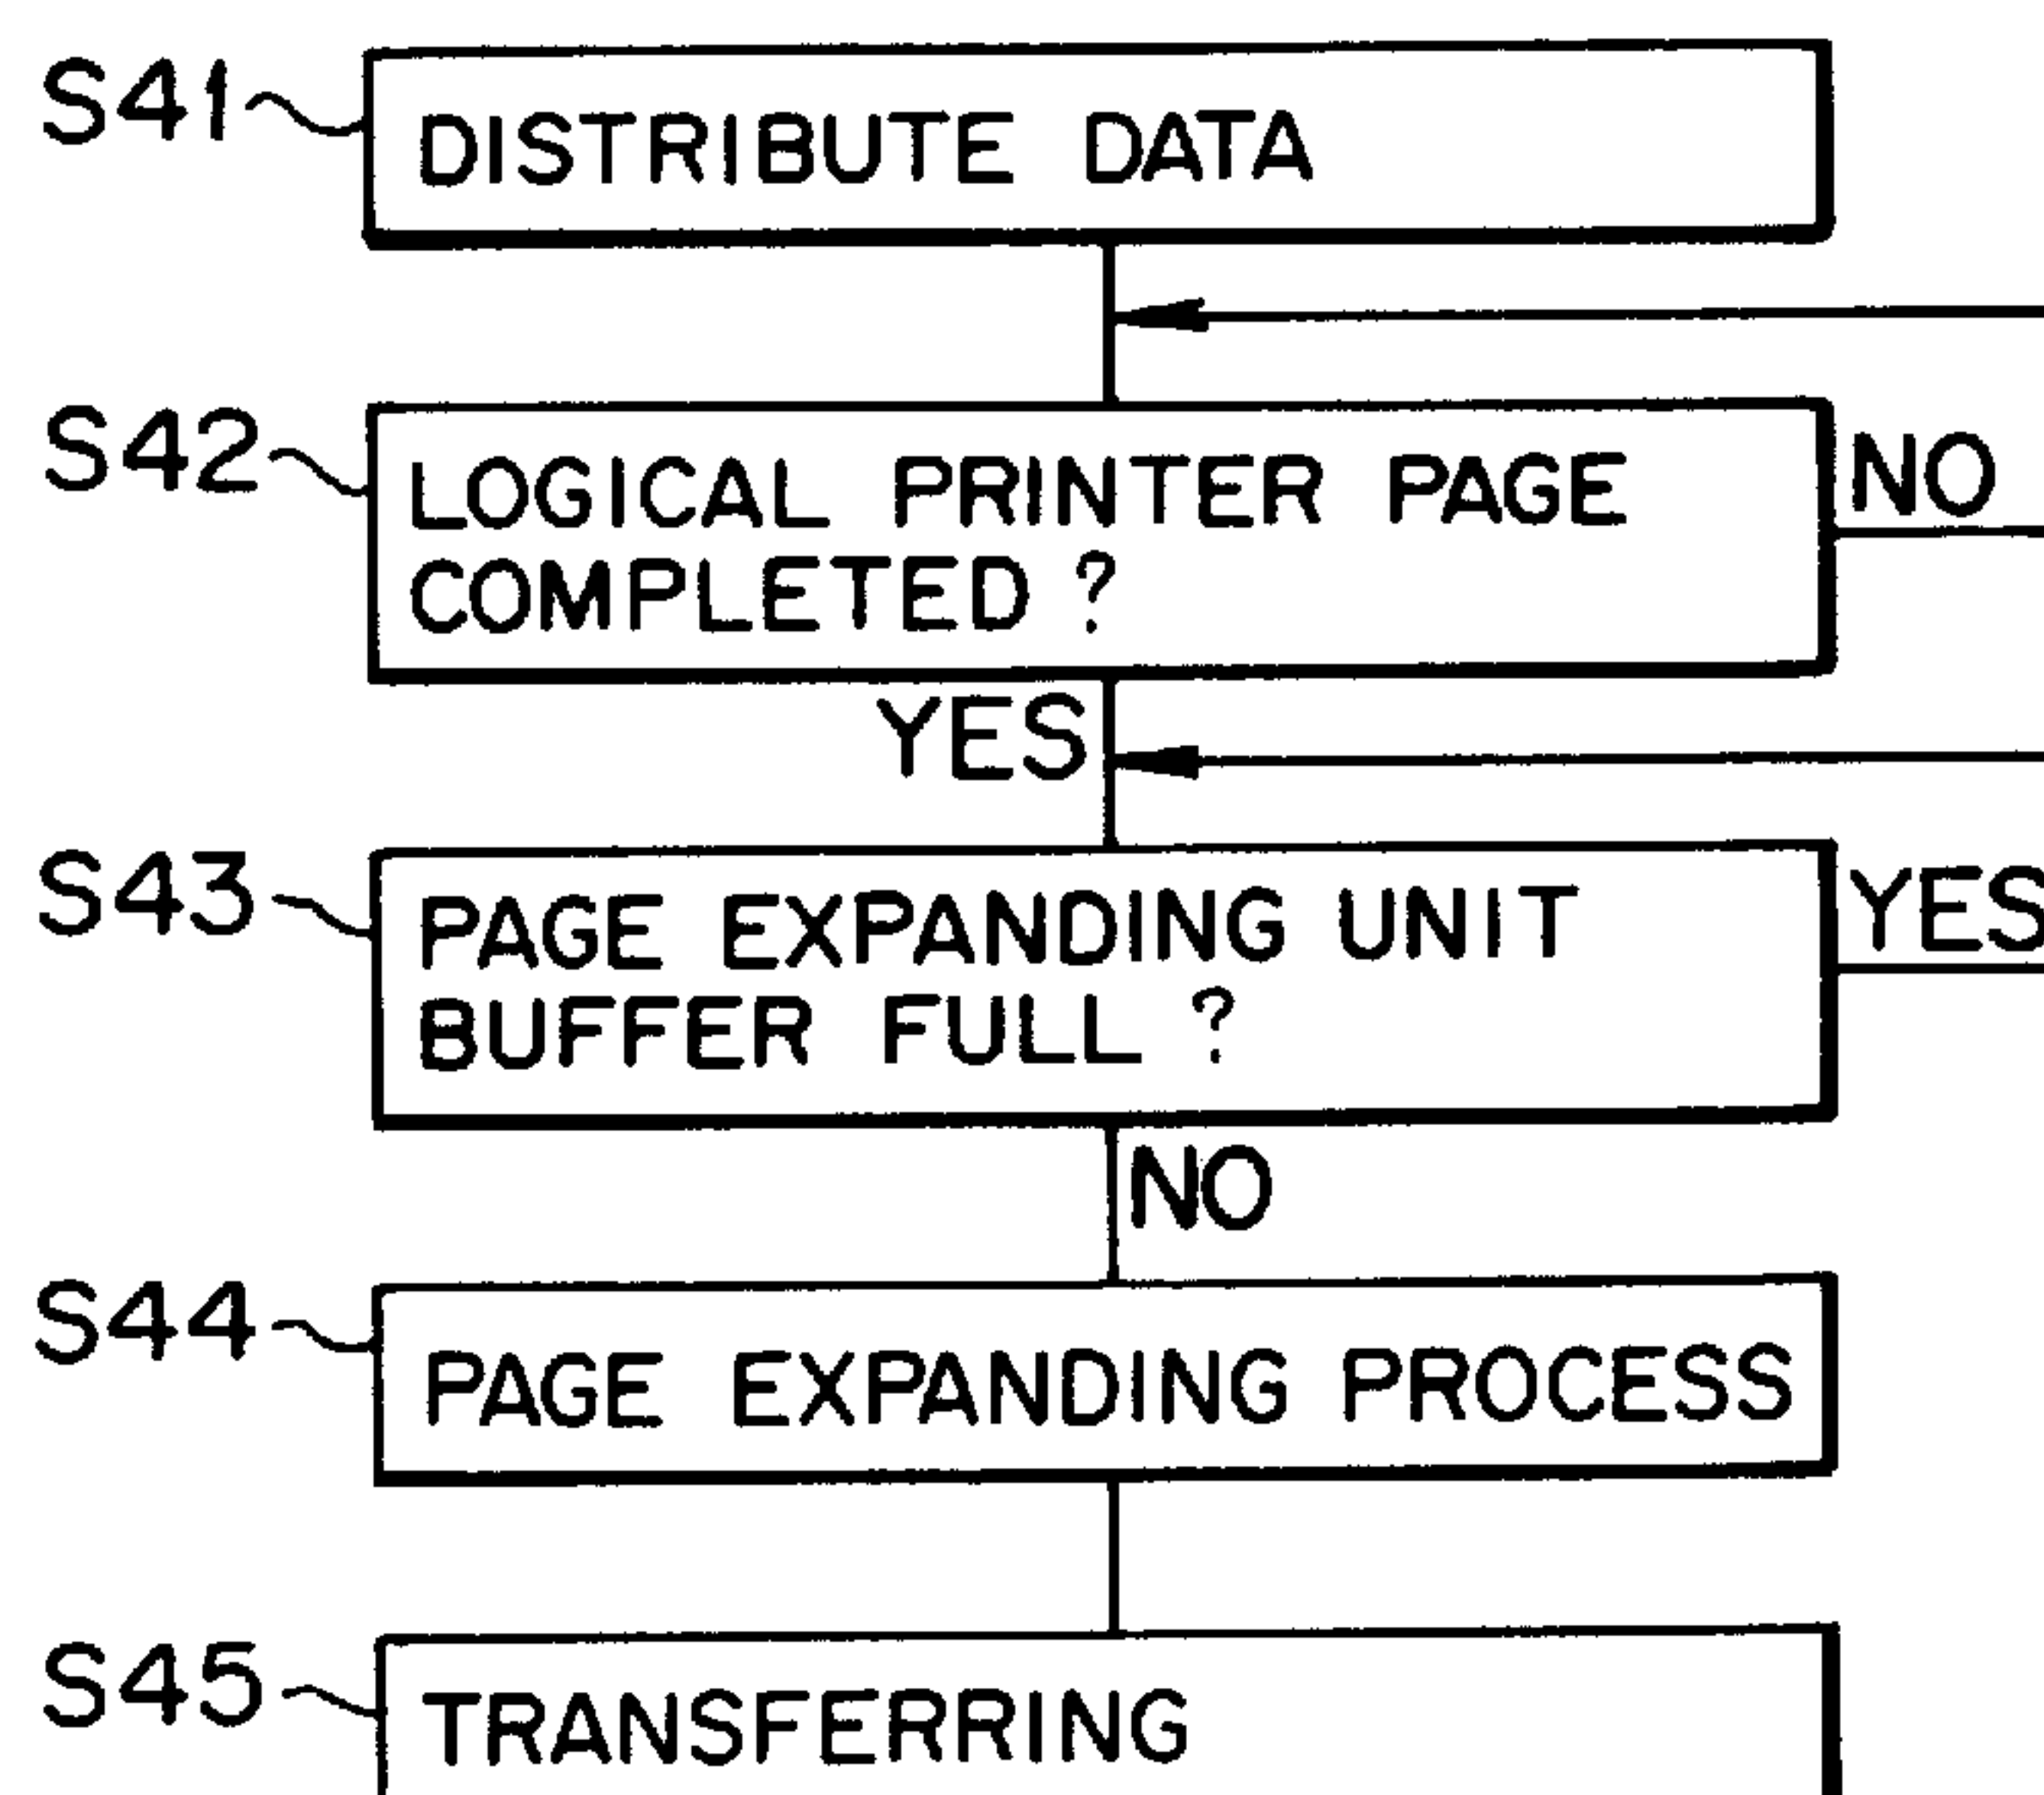 S41
DISTRIBUTE DATA
S42
LOGICAL PRINTER PAGE
COMPLETED ?
NO
YES
S43
PAGE EXPANDING UNIT
BUFFER FULL ?
YES
NO
S44
PAGE EXPANDING PROCESS
S45
TRANSFERRING